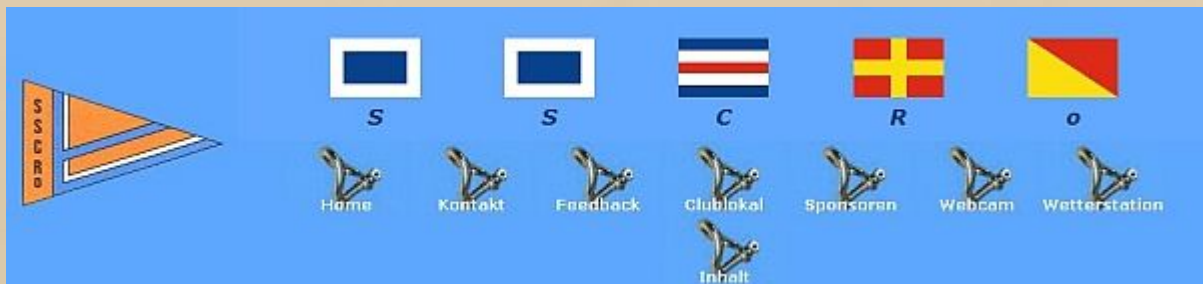 SSCRo
S S C R o
Home Kontakt Feedback Clublokal Sponsoren Webcam Wetterstation
Inhalt